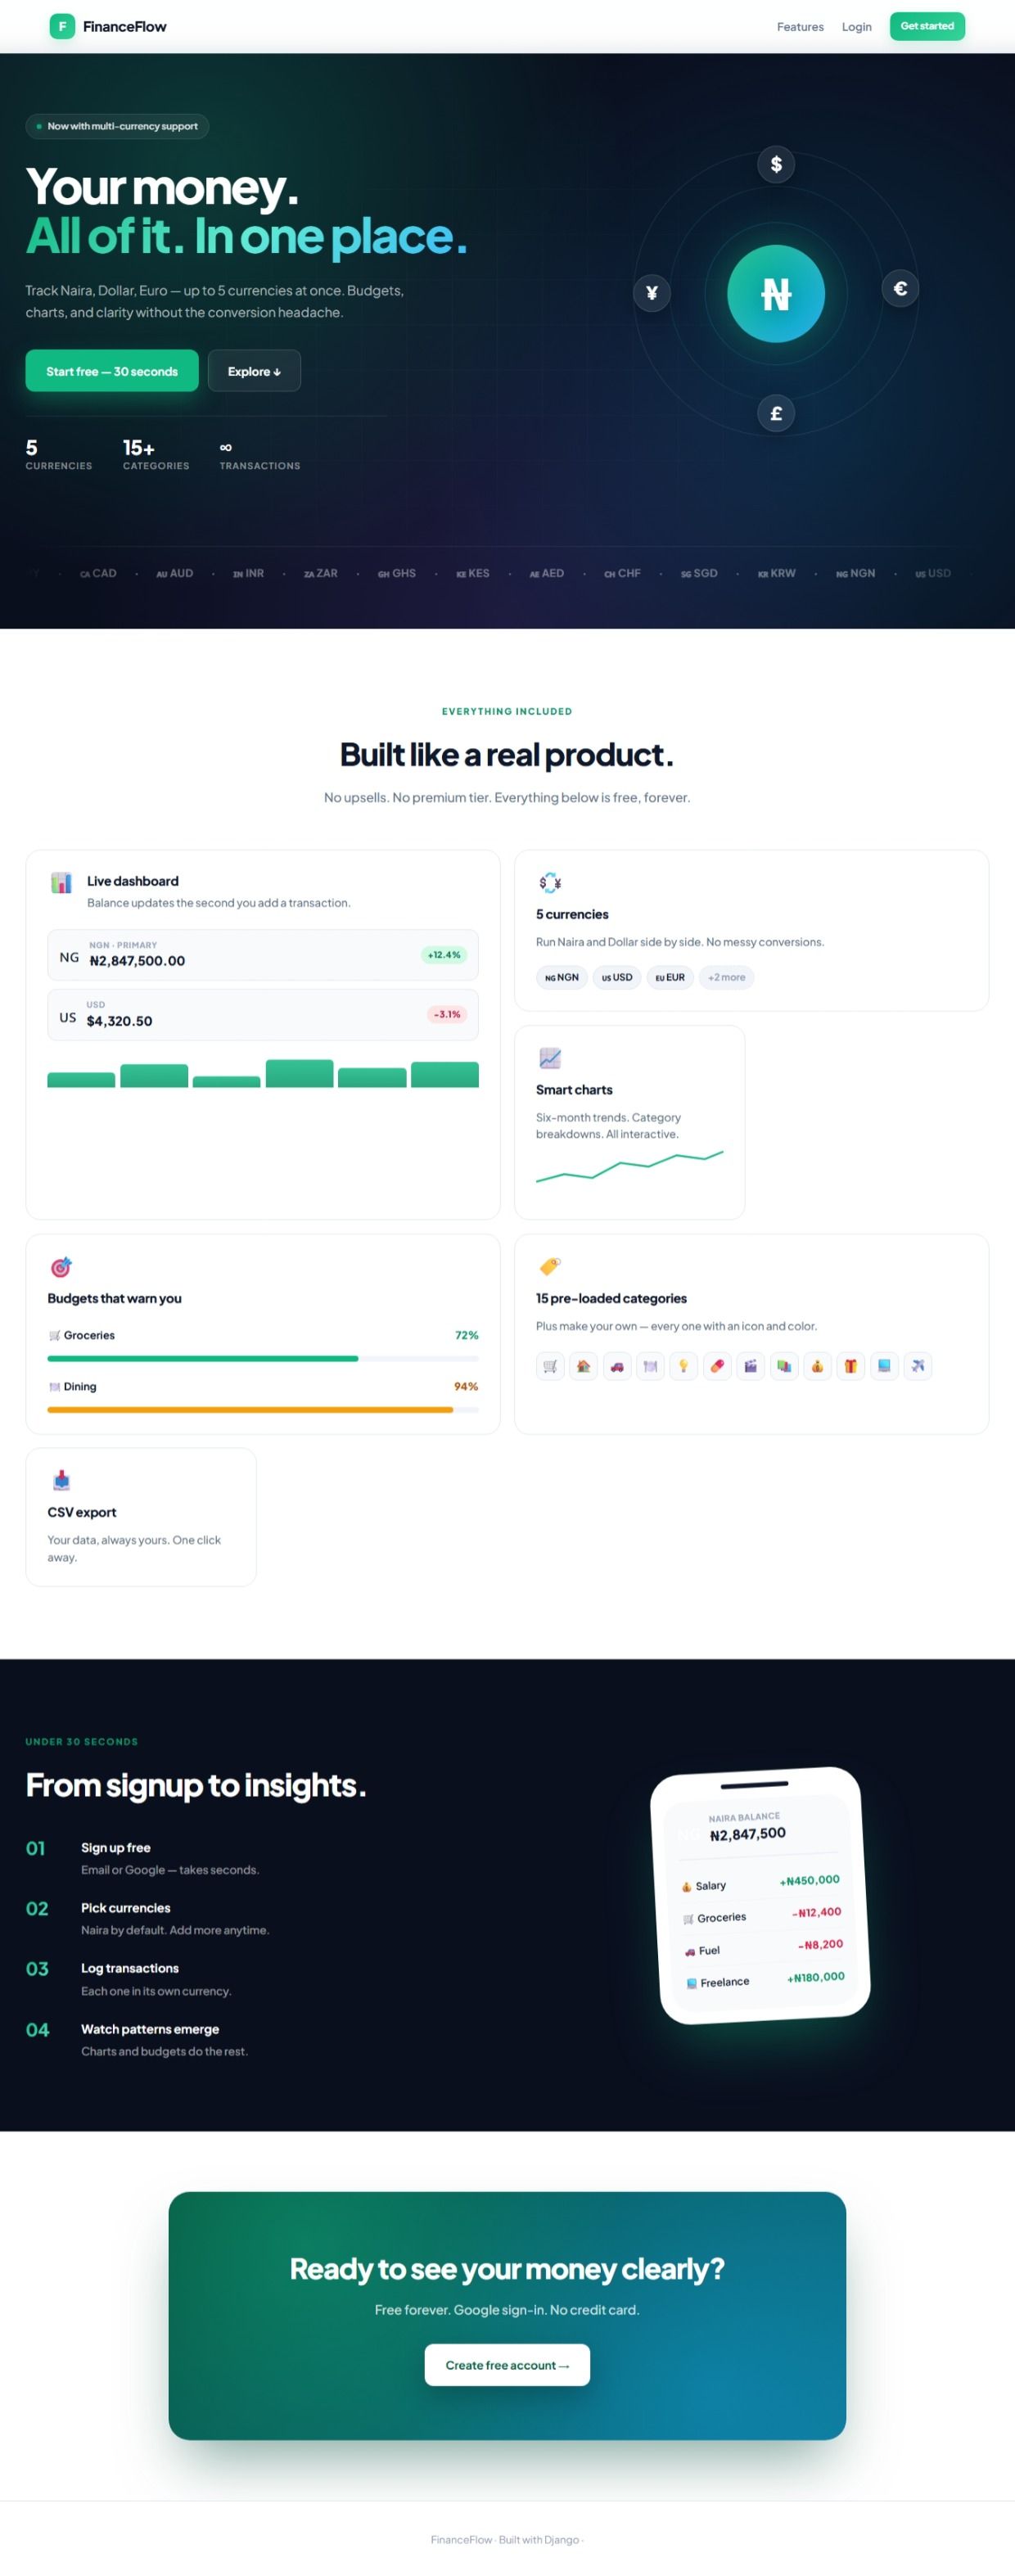 F FinanceFlow
Features Login Get started
Now with multi-currency support
Your money.
All of it. In one place.
Track Naira, Dollar, Euro — up to 5 currencies at once. Budgets,
charts, and clarity without the conversion headache.
Start free — 30 seconds
Explore ↓
5 15+ ∞
CURRENCIES CATEGORIES TRANSACTIONS
$
¥ ₦ €
£
· CA CAD · AU AUD · IN INR · ZA ZAR · GH GHS · KE KES · AE AED · CH CHF · SG SGD · KR KRW · NG NGN · US USD
EVERYTHING INCLUDED
Built like a real product.
No upsells. No premium tier. Everything below is free, forever.
Live dashboard
Balance updates the second you add a transaction.
NG
NGN · PRIMARY
₦2,847,500.00
+12.4%
US
USD
$4,320.50
-3.1%
5 currencies
Run Naira and Dollar side by side. No messy conversions.
NG NGN US USD EU EUR +2 more
Smart charts
Six-month trends. Category
breakdowns. All interactive.
Budgets that warn you
Groceries 72%
Dining 94%
15 pre-loaded categories
Plus make your own — every one with an icon and color.
CSV export
Your data, always yours. One click
away.
UNDER 30 SECONDS
From signup to insights.
01 Sign up free
Email or Google — takes seconds.
02 Pick currencies
Naira by default. Add more anytime.
03 Log transactions
Each one in its own currency.
04 Watch patterns emerge
Charts and budgets do the rest.
NAIRA BALANCE
₦2,847,500
Salary +₦450,000
Groceries -₦12,400
Fuel -₦8,200
Freelance +₦180,000
Ready to see your money clearly?
Free forever. Google sign-in. No credit card.
Create free account →
FinanceFlow · Built with Django ·